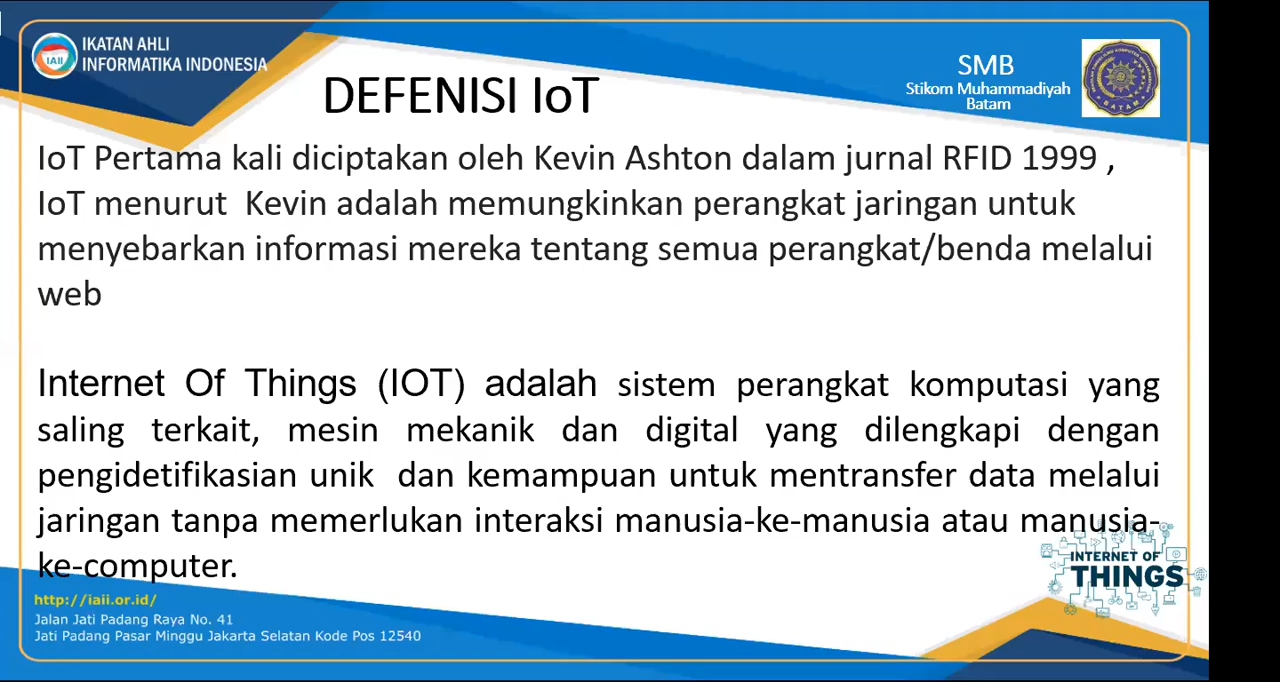 IKATAN AHLI
INFORMATIKA INDONESIA
IAII
SMB
Stikom Muhammadiyah
Batam
DEFENISI IoT
IoT Pertama kali diciptakan oleh Kevin Ashton dalam jurnal RFID 1999 ,
IoT menurut Kevin adalah memungkinkan perangkat jaringan untuk
menyebarkan informasi mereka tentang semua perangkat/benda melalui
web
Internet Of Things (IOT) adalah sistem perangkat komputasi yang
saling terkait, mesin mekanik dan digital yang dilengkapi dengan
pengidetifikasian unik dan kemampuan untuk mentransfer data melalui
jaringan tanpa memerlukan interaksi manusia-ke-manusia atau manusia-
ke-computer.
INTERNET OF
THINGS
http://iaii.or.id/
Jalan Jati Padang Raya No. 41
Jati Padang Pasar Minggu Jakarta Selatan Kode Pos 12540